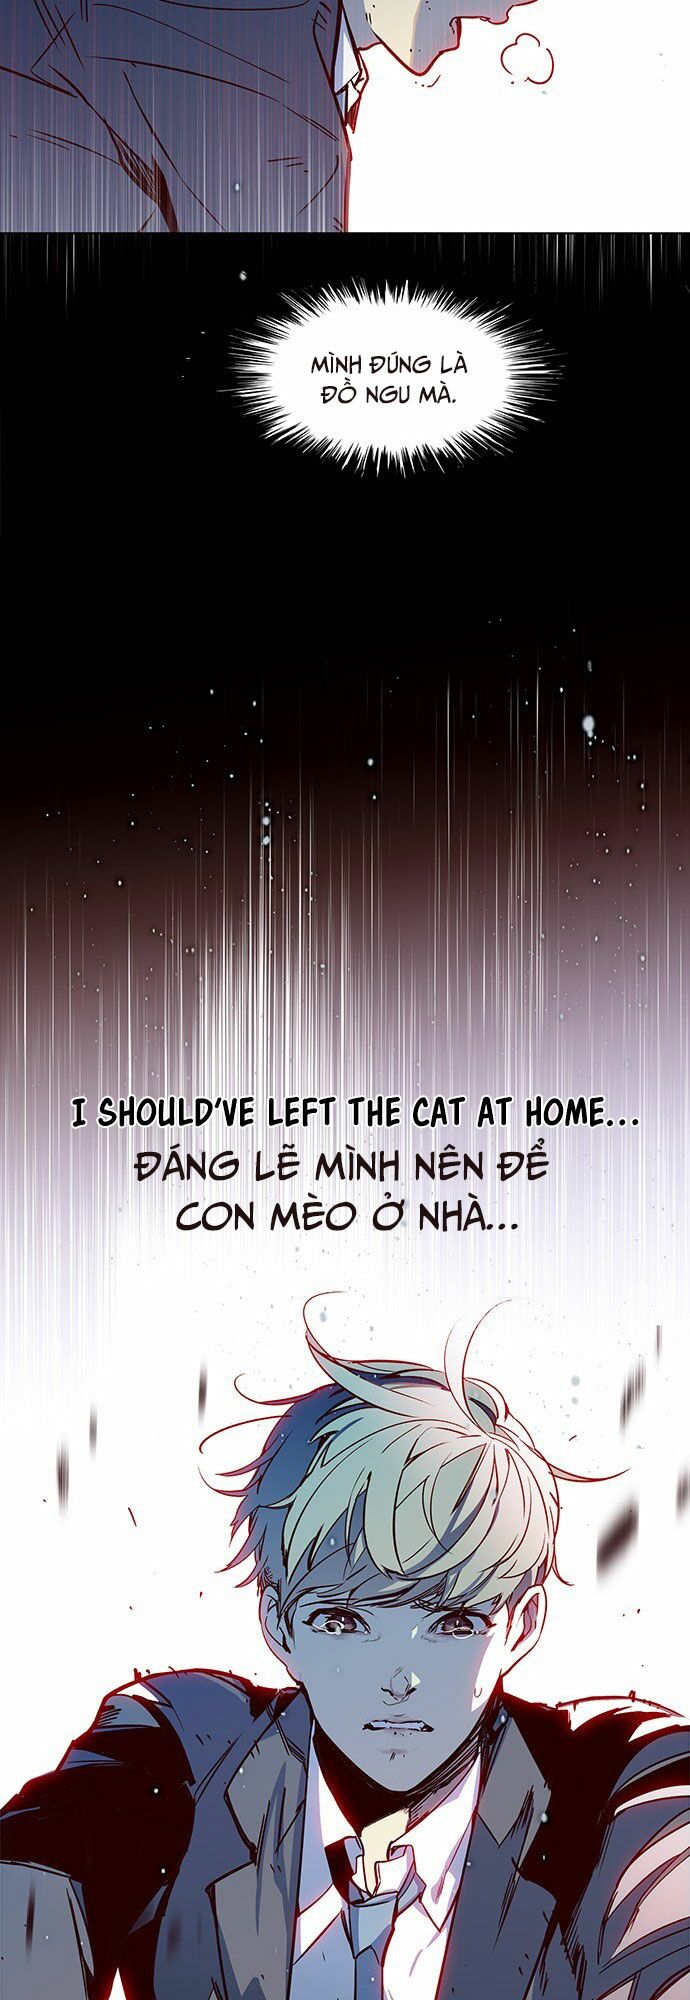 MÌNH ĐÚNG LÀ
ĐỒ NGU MÀ.
I SHOULD'VE LEFT THE CAT AT HOME...
ĐÁNG LẼ MÌNH NÊN ĐỂ
CON MÈO Ở NHÀ...